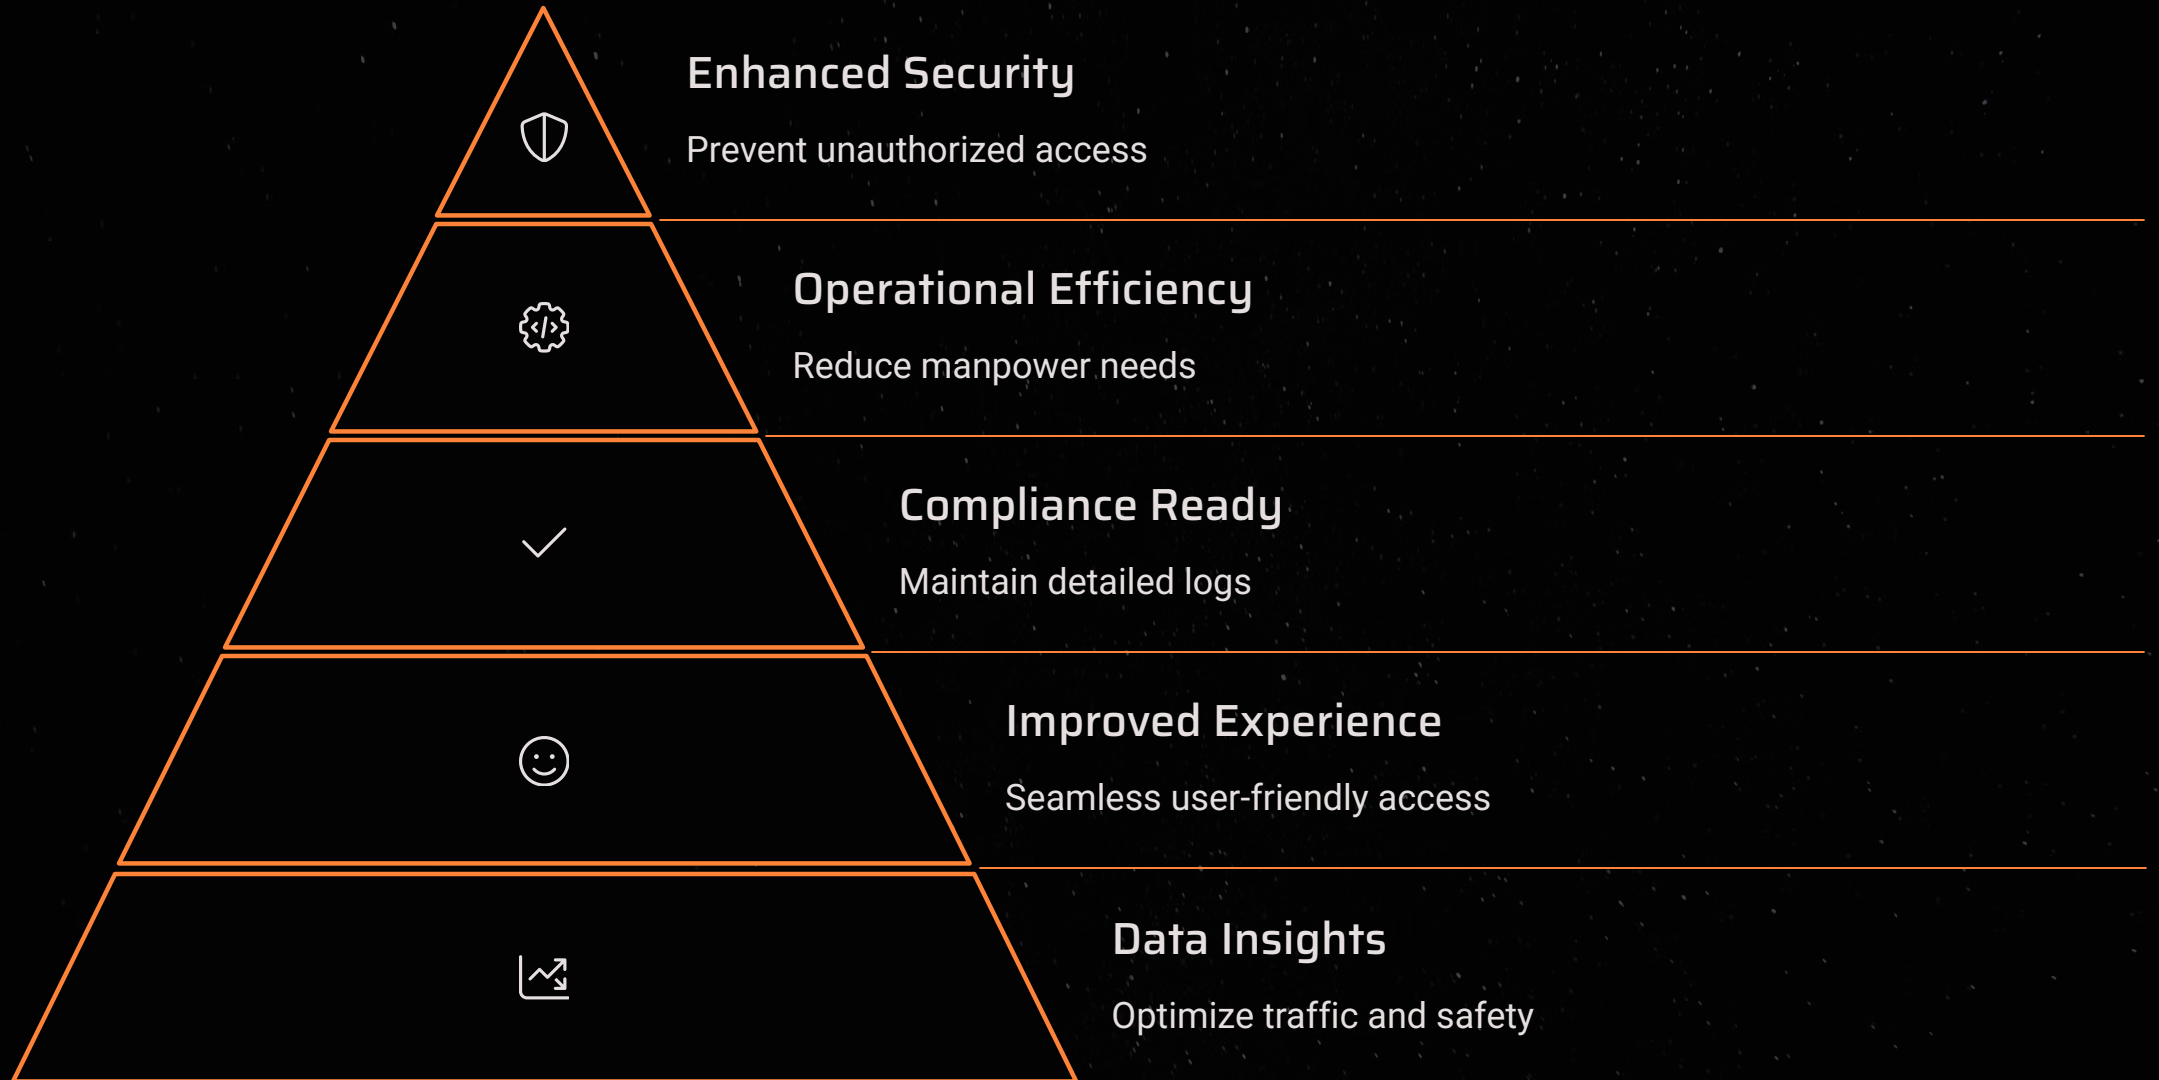 Enhanced Security
Prevent unauthorized access
Operational Efficiency
Reduce manpower needs
Compliance Ready
Maintain detailed logs
Improved Experience
Seamless user-friendly access
Data Insights
Optimize traffic and safety